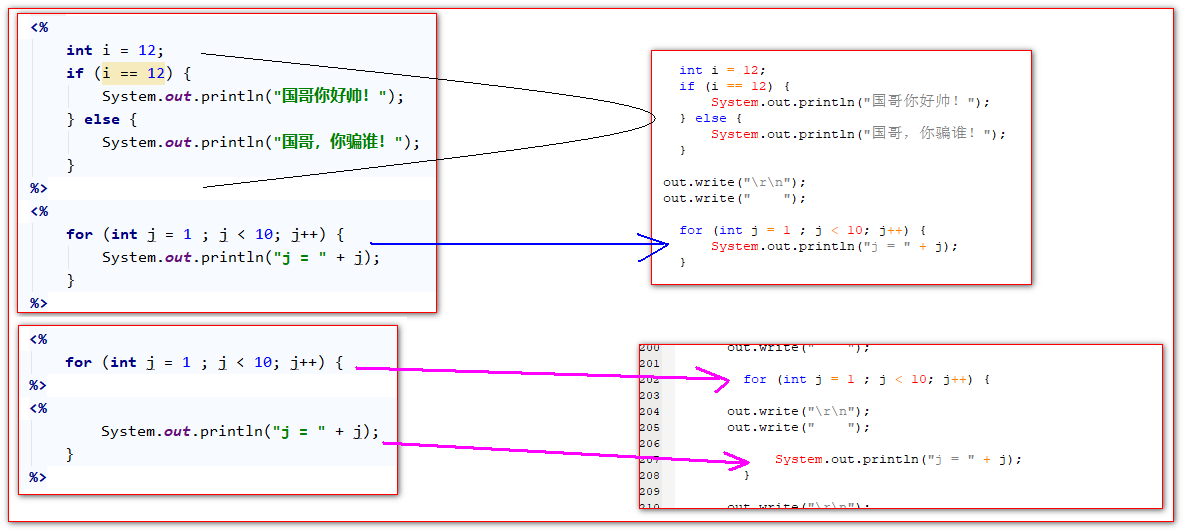 <%
int i = 12;
if (i == 12) {
System.out.println("国哥你好帅！");
} else {
System.out.println("国哥，你骗谁！");
}
%>
<%
for (int j = 1 ; j < 10; j++) {
System.out.println("j = " + j);
}
%>
int i = 12;
if (i == 12) {
System.out.println("国哥你好帅！");
} else {
System.out.println("国哥，你骗谁！");
}
out.write("\r\n");
out.write("    ");
for (int j = 1 ; j < 10; j++) {
System.out.println("j = " + j);
}
<%
for (int j = 1 ; j < 10; j++) {
%>
<%
System.out.println("j = " + j);
}
%>
200 out.write("    ");
201
202 for (int j = 1 ; j < 10; j++) {
203
204 out.write("\r\n");
205 out.write("    ");
206
207 System.out.println("j = " + j);
208 }
209
210 out.write("\r\n");